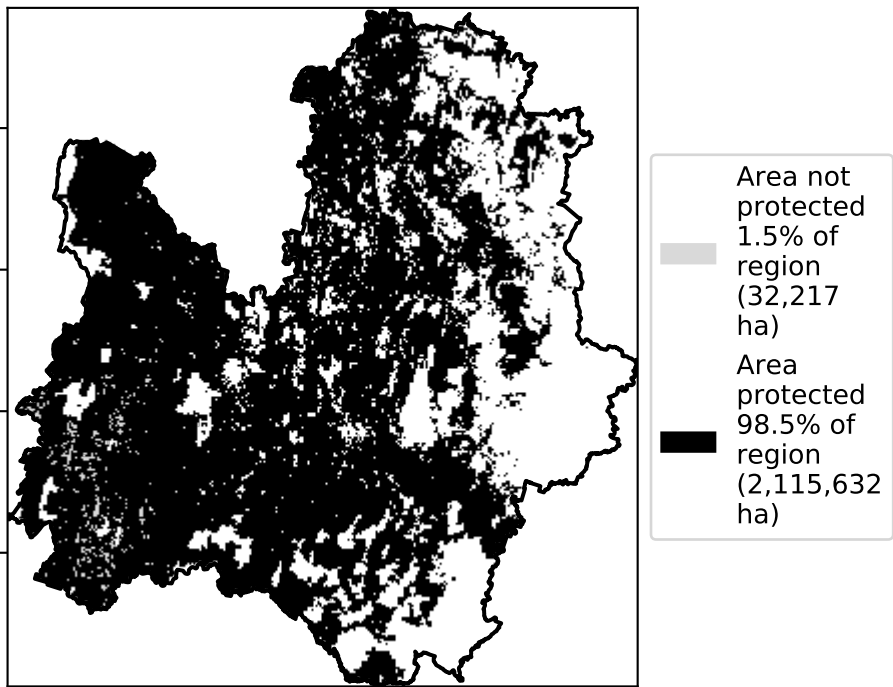 Area not
protected
1.5% of
region
(32,217
ha)
Area
protected
98.5% of
region
(2,115,632
ha)